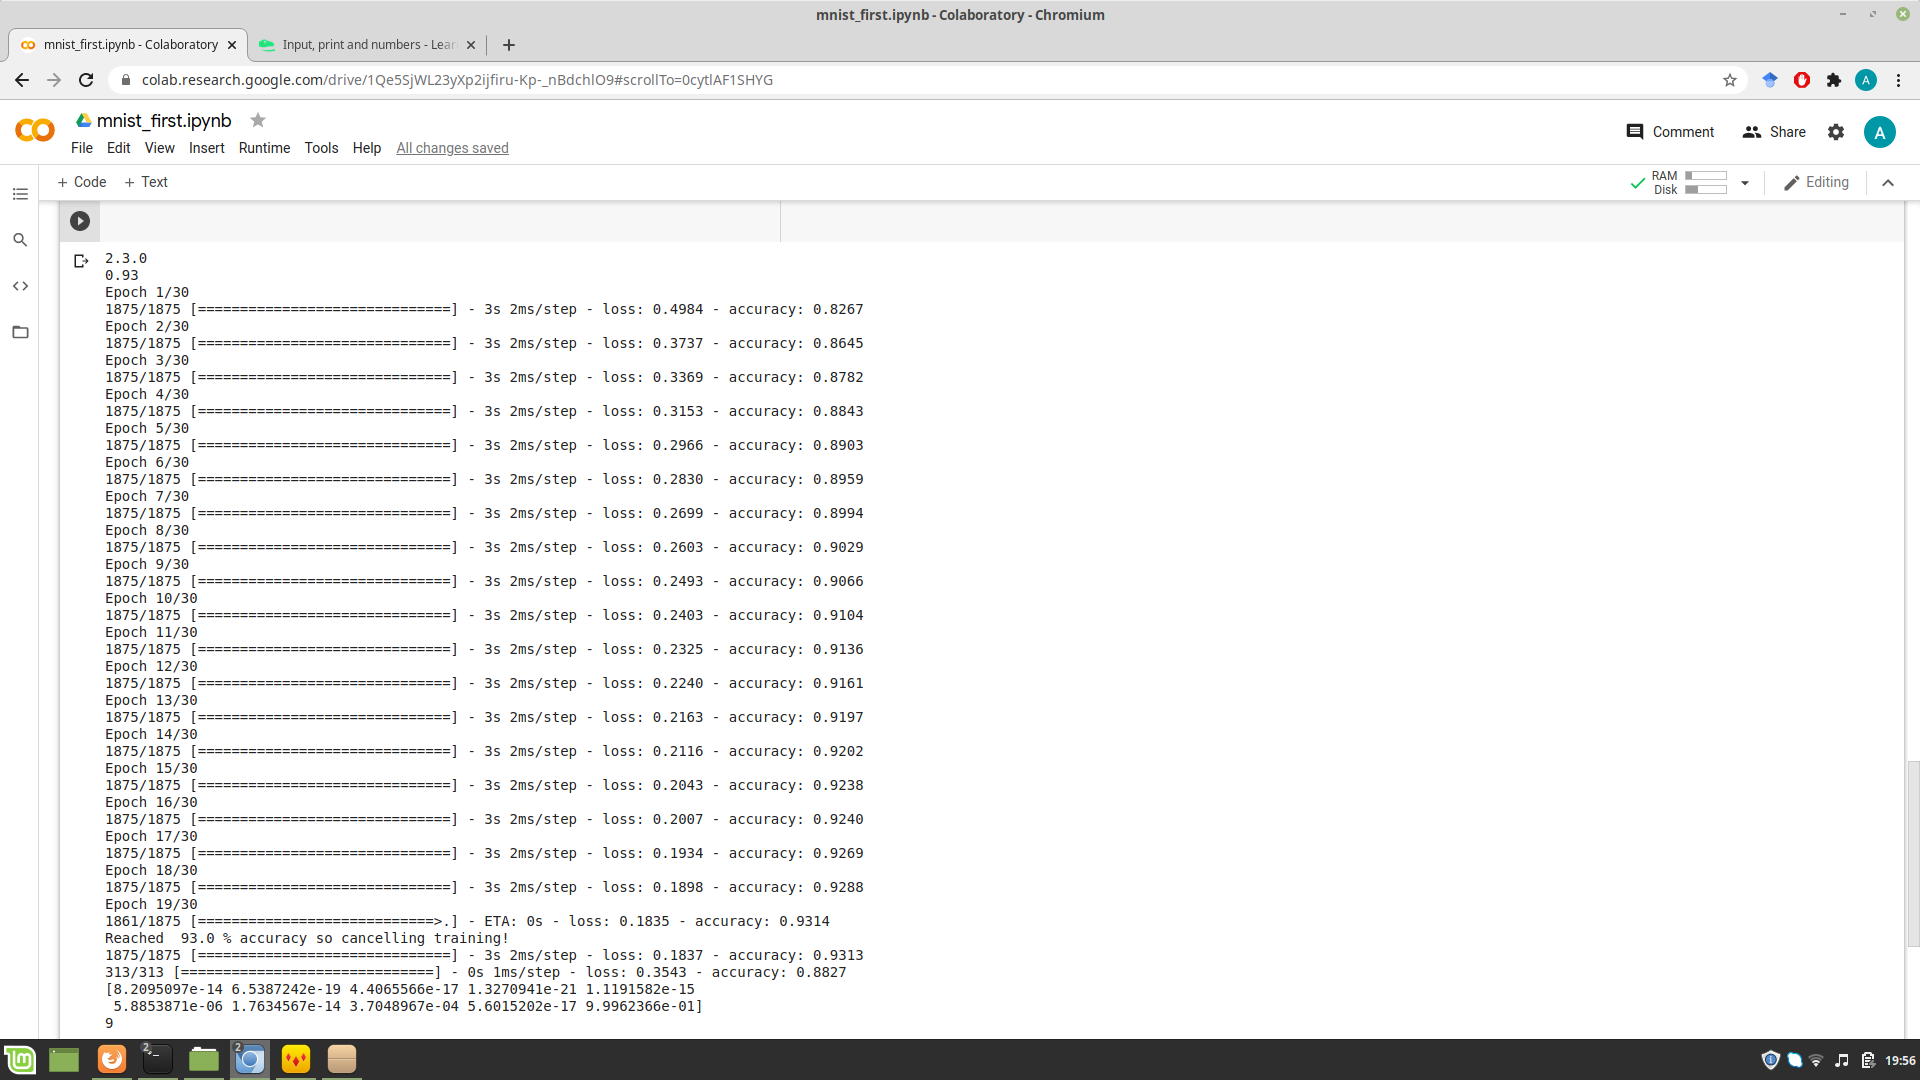 mnist_first.ipynb - Colaboratory - Chromium
mnist_first.ipynb - Colaboratory
Input, print and numbers - Lear
colab.research.google.com/drive/1Qe5SjWL23yXp2ijfiru-Kp-_nBdchlO9#scrollTo=0cytlAF1SHYG
A
mnist_first.ipynb
Comment
Share
A
File Edit View Insert Runtime Tools Help All changes saved
+ Code + Text
RAM
Disk
Editing
2.3.0
0.93
Epoch 1/30
1875/1875 [==============================] - 3s 2ms/step - loss: 0.4984 - accuracy: 0.8267
Epoch 2/30
1875/1875 [==============================] - 3s 2ms/step - loss: 0.3737 - accuracy: 0.8645
Epoch 3/30
1875/1875 [==============================] - 3s 2ms/step - loss: 0.3369 - accuracy: 0.8782
Epoch 4/30
1875/1875 [==============================] - 3s 2ms/step - loss: 0.3153 - accuracy: 0.8843
Epoch 5/30
1875/1875 [==============================] - 3s 2ms/step - loss: 0.2966 - accuracy: 0.8903
Epoch 6/30
1875/1875 [==============================] - 3s 2ms/step - loss: 0.2830 - accuracy: 0.8959
Epoch 7/30
1875/1875 [==============================] - 3s 2ms/step - loss: 0.2699 - accuracy: 0.8994
Epoch 8/30
1875/1875 [==============================] - 3s 2ms/step - loss: 0.2603 - accuracy: 0.9029
Epoch 9/30
1875/1875 [==============================] - 3s 2ms/step - loss: 0.2493 - accuracy: 0.9066
Epoch 10/30
1875/1875 [==============================] - 3s 2ms/step - loss: 0.2403 - accuracy: 0.9104
Epoch 11/30
1875/1875 [==============================] - 3s 2ms/step - loss: 0.2325 - accuracy: 0.9136
Epoch 12/30
1875/1875 [==============================] - 3s 2ms/step - loss: 0.2240 - accuracy: 0.9161
Epoch 13/30
1875/1875 [==============================] - 3s 2ms/step - loss: 0.2163 - accuracy: 0.9197
Epoch 14/30
1875/1875 [==============================] - 3s 2ms/step - loss: 0.2116 - accuracy: 0.9202
Epoch 15/30
1875/1875 [==============================] - 3s 2ms/step - loss: 0.2043 - accuracy: 0.9238
Epoch 16/30
1875/1875 [==============================] - 3s 2ms/step - loss: 0.2007 - accuracy: 0.9240
Epoch 17/30
1875/1875 [==============================] - 3s 2ms/step - loss: 0.1934 - accuracy: 0.9269
Epoch 18/30
1875/1875 [==============================] - 3s 2ms/step - loss: 0.1898 - accuracy: 0.9288
Epoch 19/30
1861/1875 [============================>.] - ETA: 0s - loss: 0.1835 - accuracy: 0.9314
Reached  93.0 % accuracy so cancelling training!
1875/1875 [==============================] - 3s 2ms/step - loss: 0.1837 - accuracy: 0.9313
313/313 [==============================] - 0s 1ms/step - loss: 0.3543 - accuracy: 0.8827
[8.2095097e-14 6.5387242e-19 4.4065566e-17 1.3270941e-21 1.1191582e-15
5.8853871e-06 1.7634567e-14 3.7048967e-04 5.6015202e-17 9.9962366e-01]
9
2
2
19:56